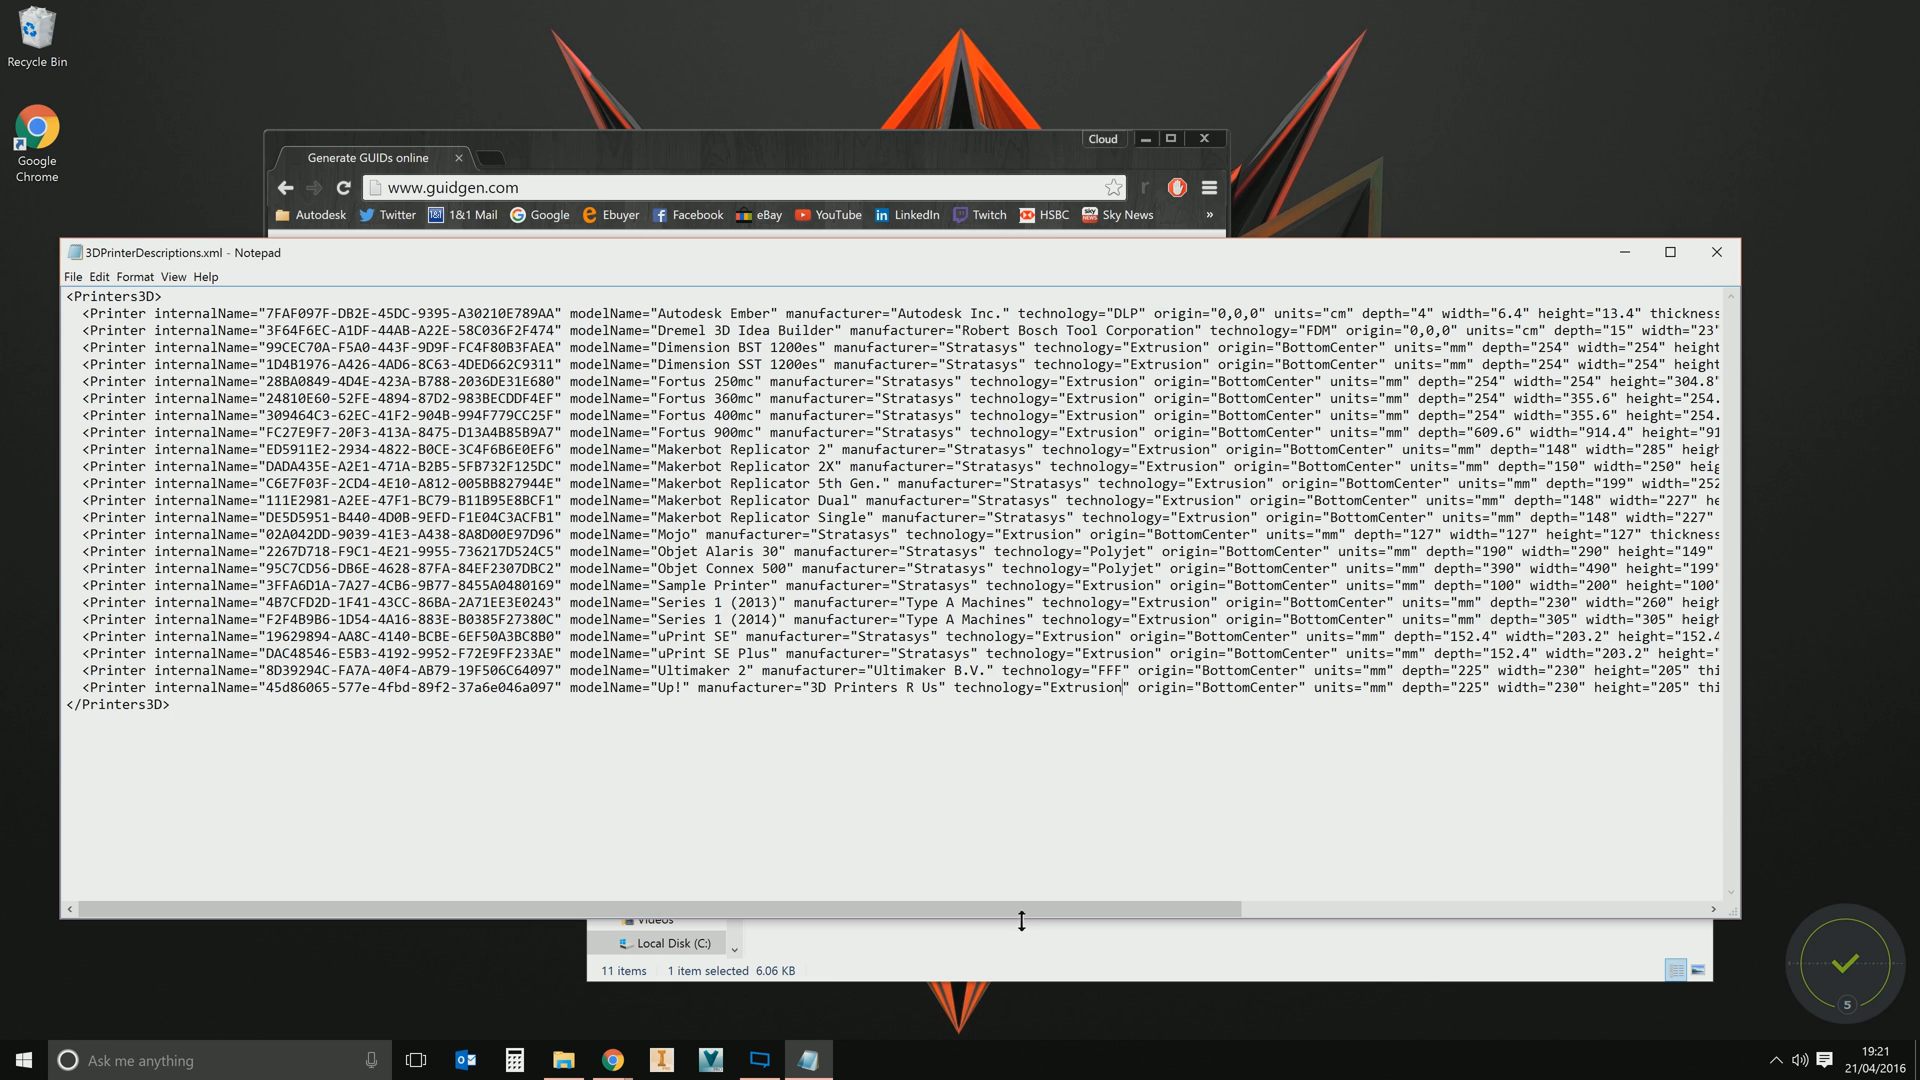 Recycle Bin
Google
Chrome
Cloud
Generate GUIDs online
www.guidgen.com
Autodesk Twitter 1&1 Mail Google Ebuyer Facebook eBay YouTube LinkedIn Twitch HSBC Sky News »
3DPrinterDescriptions.xml - Notepad
File Edit Format View Help
<Printers3D>
<Printer internalName="7FAF097F-DB2E-45DC-9395-A30210E789AA" modelName="Autodesk Ember" manufacturer="Autodesk Inc." technology="DLP" origin="0,0,0" units="cm" depth="4" width="6.4" height="13.4" thickness
<Printer internalName="3F64F6EC-A1DF-44AB-A22E-58C036F2F474" modelName="Dremel 3D Idea Builder" manufacturer="Robert Bosch Tool Corporation" technology="FDM" origin="0,0,0" units="cm" depth="15" width="23"
<Printer internalName="99CEC70A-F5A0-443F-9D9F-FC4F80B3FAEA" modelName="Dimension BST 1200es" manufacturer="Stratasys" technology="Extrusion" origin="BottomCenter" units="mm" depth="254" width="254" height
<Printer internalName="1D4B1976-A426-4AD6-8C63-4DED662C9311" modelName="Dimension SST 1200es" manufacturer="Stratasys" technology="Extrusion" origin="BottomCenter" units="mm" depth="254" width="254" height
<Printer internalName="28BA0849-4D4E-423A-B788-2036DE31E680" modelName="Fortus 250mc" manufacturer="Stratasys" technology="Extrusion" origin="BottomCenter" units="mm" depth="254" width="254" height="304.8"
<Printer internalName="24810E60-52FE-4894-87D2-983BECDDF4EF" modelName="Fortus 360mc" manufacturer="Stratasys" technology="Extrusion" origin="BottomCenter" units="mm" depth="254" width="355.6" height="254.
<Printer internalName="309464C3-62EC-41F2-904B-994F779CC25F" modelName="Fortus 400mc" manufacturer="Stratasys" technology="Extrusion" origin="BottomCenter" units="mm" depth="254" width="355.6" height="254.
<Printer internalName="FC27E9F7-20F3-413A-8475-D13A4B85B9A7" modelName="Fortus 900mc" manufacturer="Stratasys" technology="Extrusion" origin="BottomCenter" units="mm" depth="609.6" width="914.4" height="91
<Printer internalName="ED5911E2-2934-4822-B0CE-3C4F6B6E0EF6" modelName="Makerbot Replicator 2" manufacturer="Stratasys" technology="Extrusion" origin="BottomCenter" units="mm" depth="148" width="285" heigh
<Printer internalName="DADA435E-A2E1-471A-B2B5-5FB732F125DC" modelName="Makerbot Replicator 2X" manufacturer="Stratasys" technology="Extrusion" origin="BottomCenter" units="mm" depth="150" width="250" heig
<Printer internalName="C6E7F03F-2CD4-4E10-A812-005BB827944E" modelName="Makerbot Replicator 5th Gen." manufacturer="Stratasys" technology="Extrusion" origin="BottomCenter" units="mm" depth="199" width="252
<Printer internalName="111E2981-A2EE-47F1-BC79-B11B95E8BCF1" modelName="Makerbot Replicator Dual" manufacturer="Stratasys" technology="Extrusion" origin="BottomCenter" units="mm" depth="148" width="227" he
<Printer internalName="DE5D5951-B440-4D0B-9EFD-F1E04C3ACFB1" modelName="Makerbot Replicator Single" manufacturer="Stratasys" technology="Extrusion" origin="BottomCenter" units="mm" depth="148" width="227"
<Printer internalName="02A042DD-9039-41E3-A438-8A8D00E97D96" modelName="Mojo" manufacturer="Stratasys" technology="Extrusion" origin="BottomCenter" units="mm" depth="127" width="127" height="127" thickness
<Printer internalName="2267D718-F9C1-4E21-9955-736217D524C5" modelName="Objet Alaris 30" manufacturer="Stratasys" technology="Polyjet" origin="BottomCenter" units="mm" depth="190" width="290" height="149"
<Printer internalName="95C7CD56-DB6E-4628-87FA-84EF2307DBC2" modelName="Objet Connex 500" manufacturer="Stratasys" technology="Polyjet" origin="BottomCenter" units="mm" depth="390" width="490" height="199"
<Printer internalName="3FFA6D1A-7A27-4CB6-9B77-8455A0480169" modelName="Sample Printer" manufacturer="Stratasys" technology="Extrusion" origin="BottomCenter" units="mm" depth="100" width="200" height="100"
<Printer internalName="4B7CFD2D-1F41-43CC-86BA-2A71EE3E0243" modelName="Series 1 (2013)" manufacturer="Type A Machines" technology="Extrusion" origin="BottomCenter" units="mm" depth="230" width="260" heigh
<Printer internalName="F2F4B9B6-1D54-4A16-883E-B0385F27380C" modelName="Series 1 (2014)" manufacturer="Type A Machines" technology="Extrusion" origin="BottomCenter" units="mm" depth="305" width="305" heigh
<Printer internalName="19629894-AA8C-4140-BCBE-6EF50A3BC8B0" modelName="uPrint SE" manufacturer="Stratasys" technology="Extrusion" origin="BottomCenter" units="mm" depth="152.4" width="203.2" height="152.4
<Printer internalName="DAC48546-E5B3-4192-9952-F72E9FF233AE" modelName="uPrint SE Plus" manufacturer="Stratasys" technology="Extrusion" origin="BottomCenter" units="mm" depth="152.4" width="203.2" height="
<Printer internalName="8D39294C-FA7A-40F4-AB79-19F506C64097" modelName="Ultimaker 2" manufacturer="Ultimaker B.V." technology="FFF" origin="BottomCenter" units="mm" depth="225" width="230" height="205" thi
<Printer internalName="45d86065-577e-4fbd-89f2-37a6e046a097" modelName="Up!" manufacturer="3D Printers R Us" technology="Extrusion" origin="BottomCenter" units="mm" depth="225" width="230" height="205" thi
</Printers3D>
Videos
Local Disk (C:)
11 items 1 item selected 6.06 KB
5
Ask me anything
19:21
21/04/2016